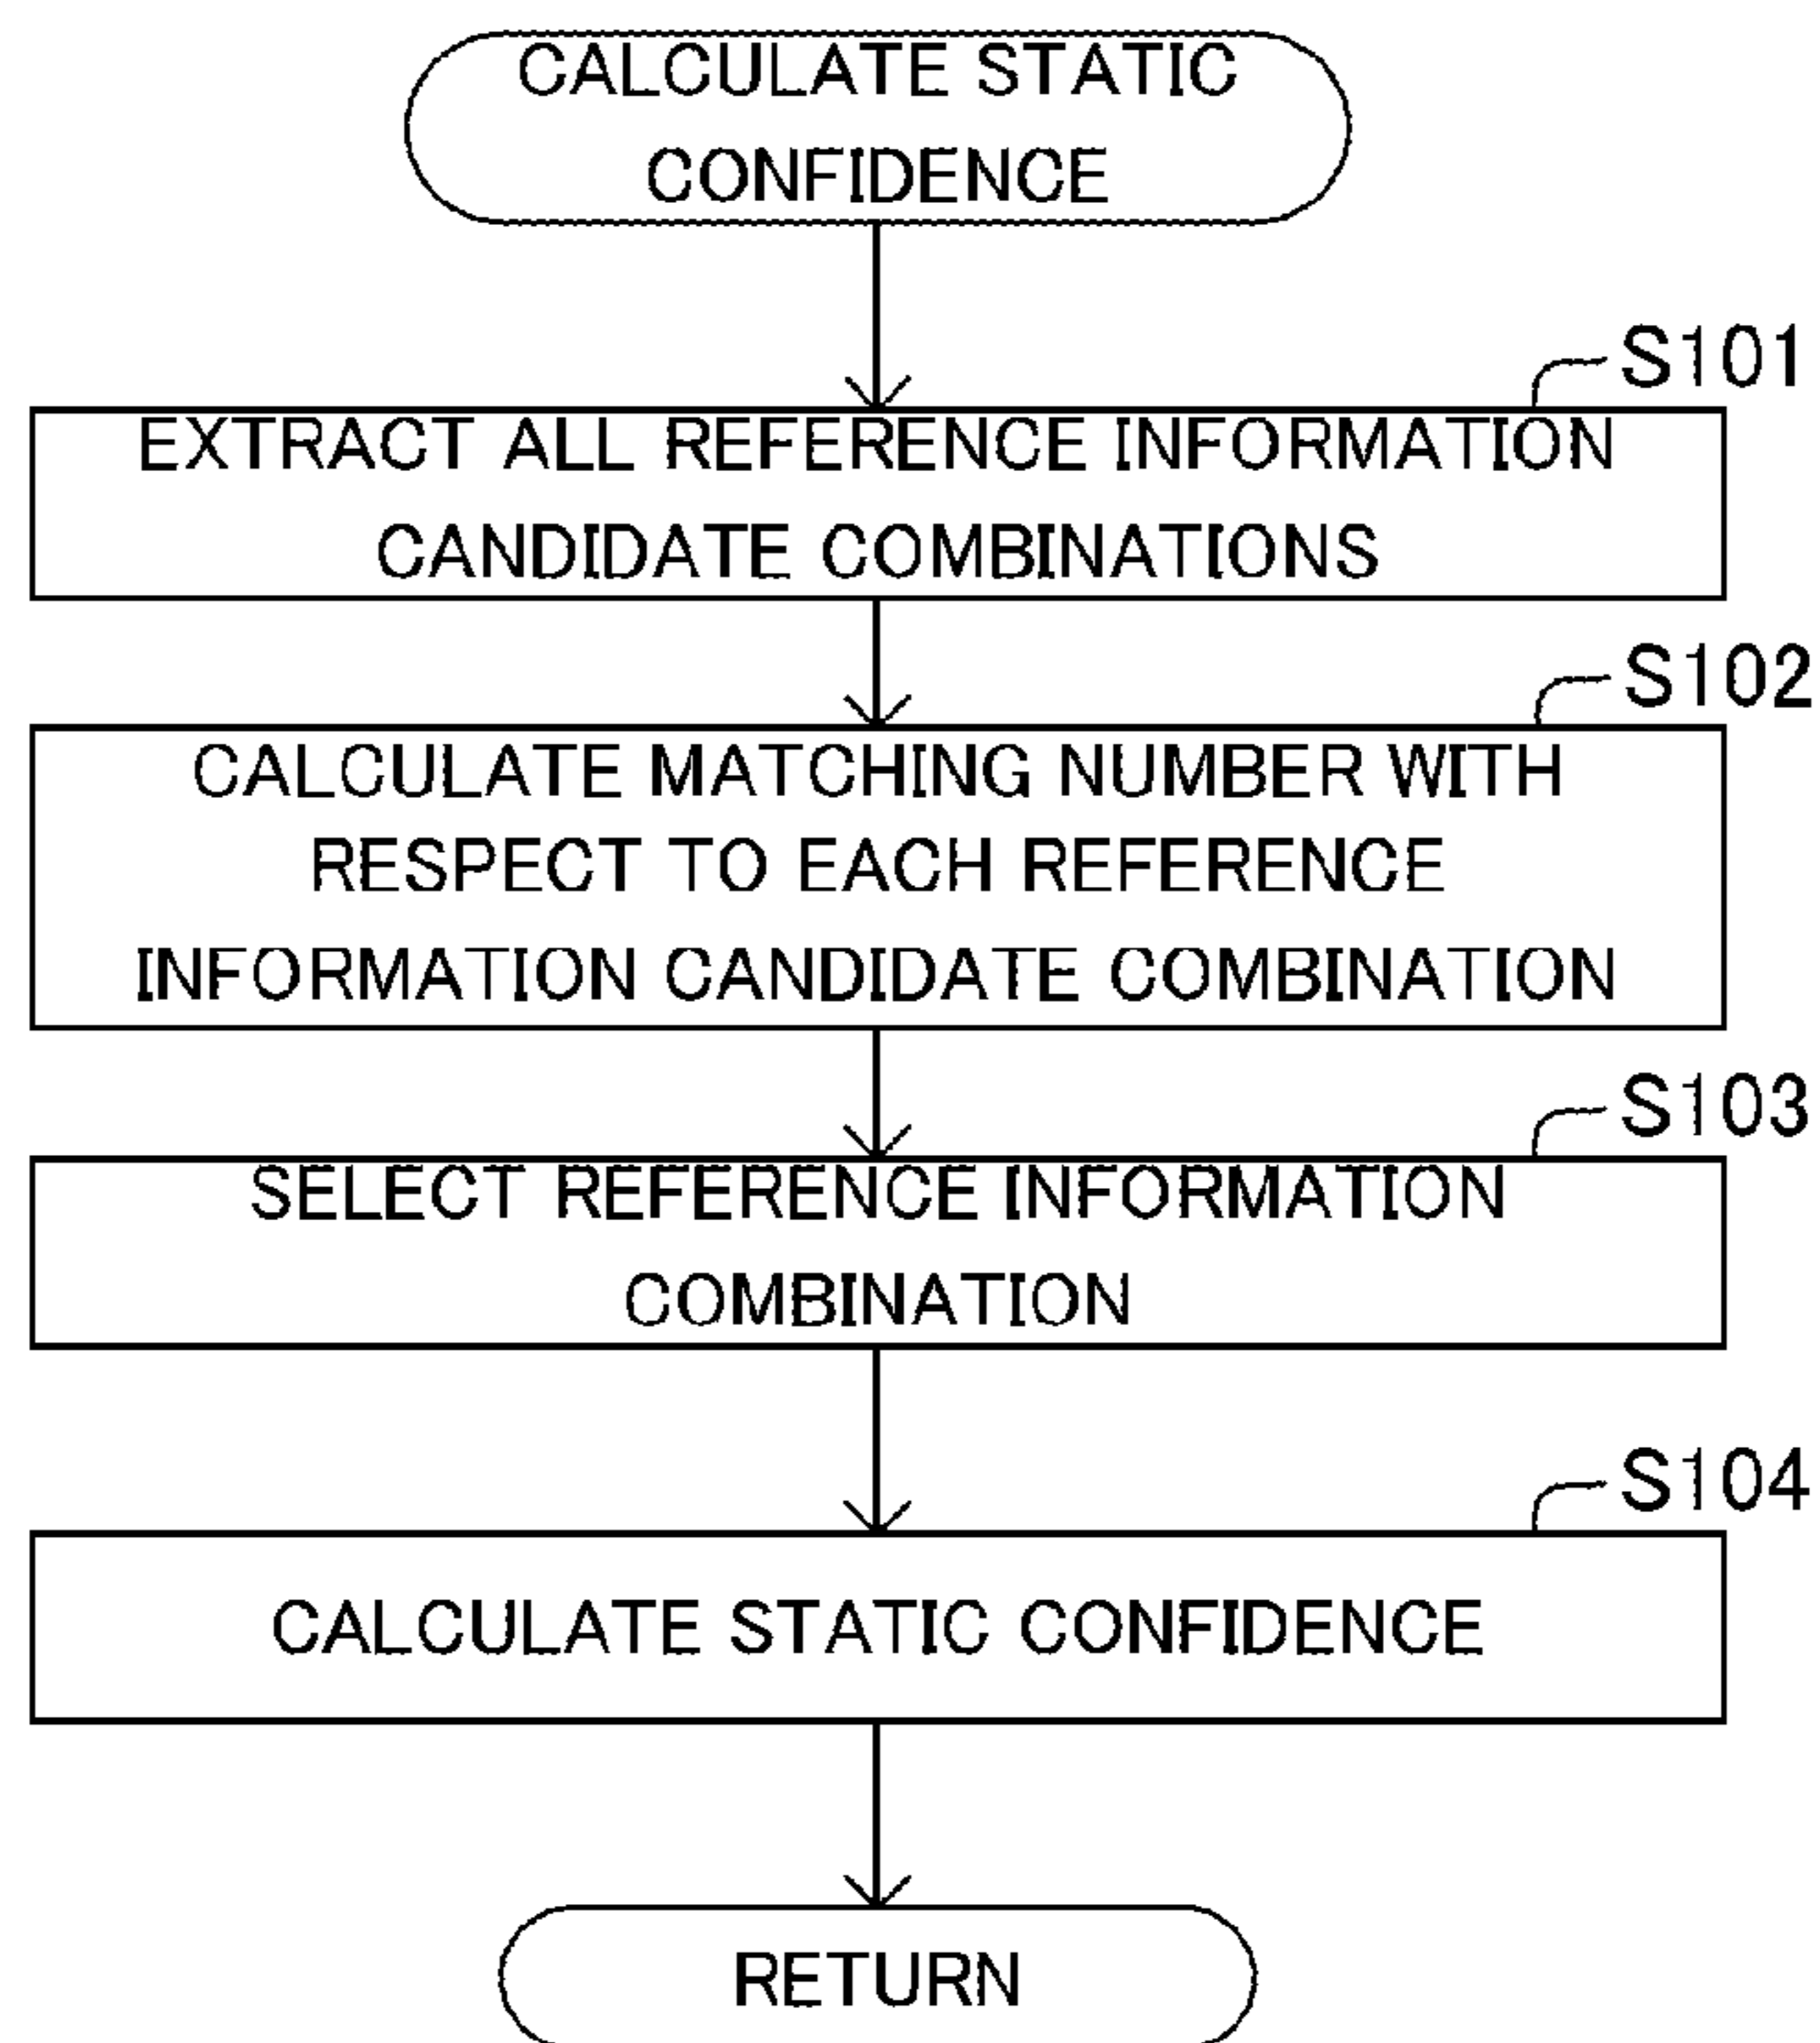 CALCULATE STATIC
CONFIDENCE
S101
EXTRACT ALL REFERENCE INFORMATION
CANDIDATE COMBINATIONS
S102
CALCULATE MATCHING NUMBER WITH
RESPECT TO EACH REFERENCE
INFORMATION CANDIDATE COMBINATION
S103
SELECT REFERENCE INFORMATION
COMBINATION
S104
CALCULATE STATIC CONFIDENCE
RETURN